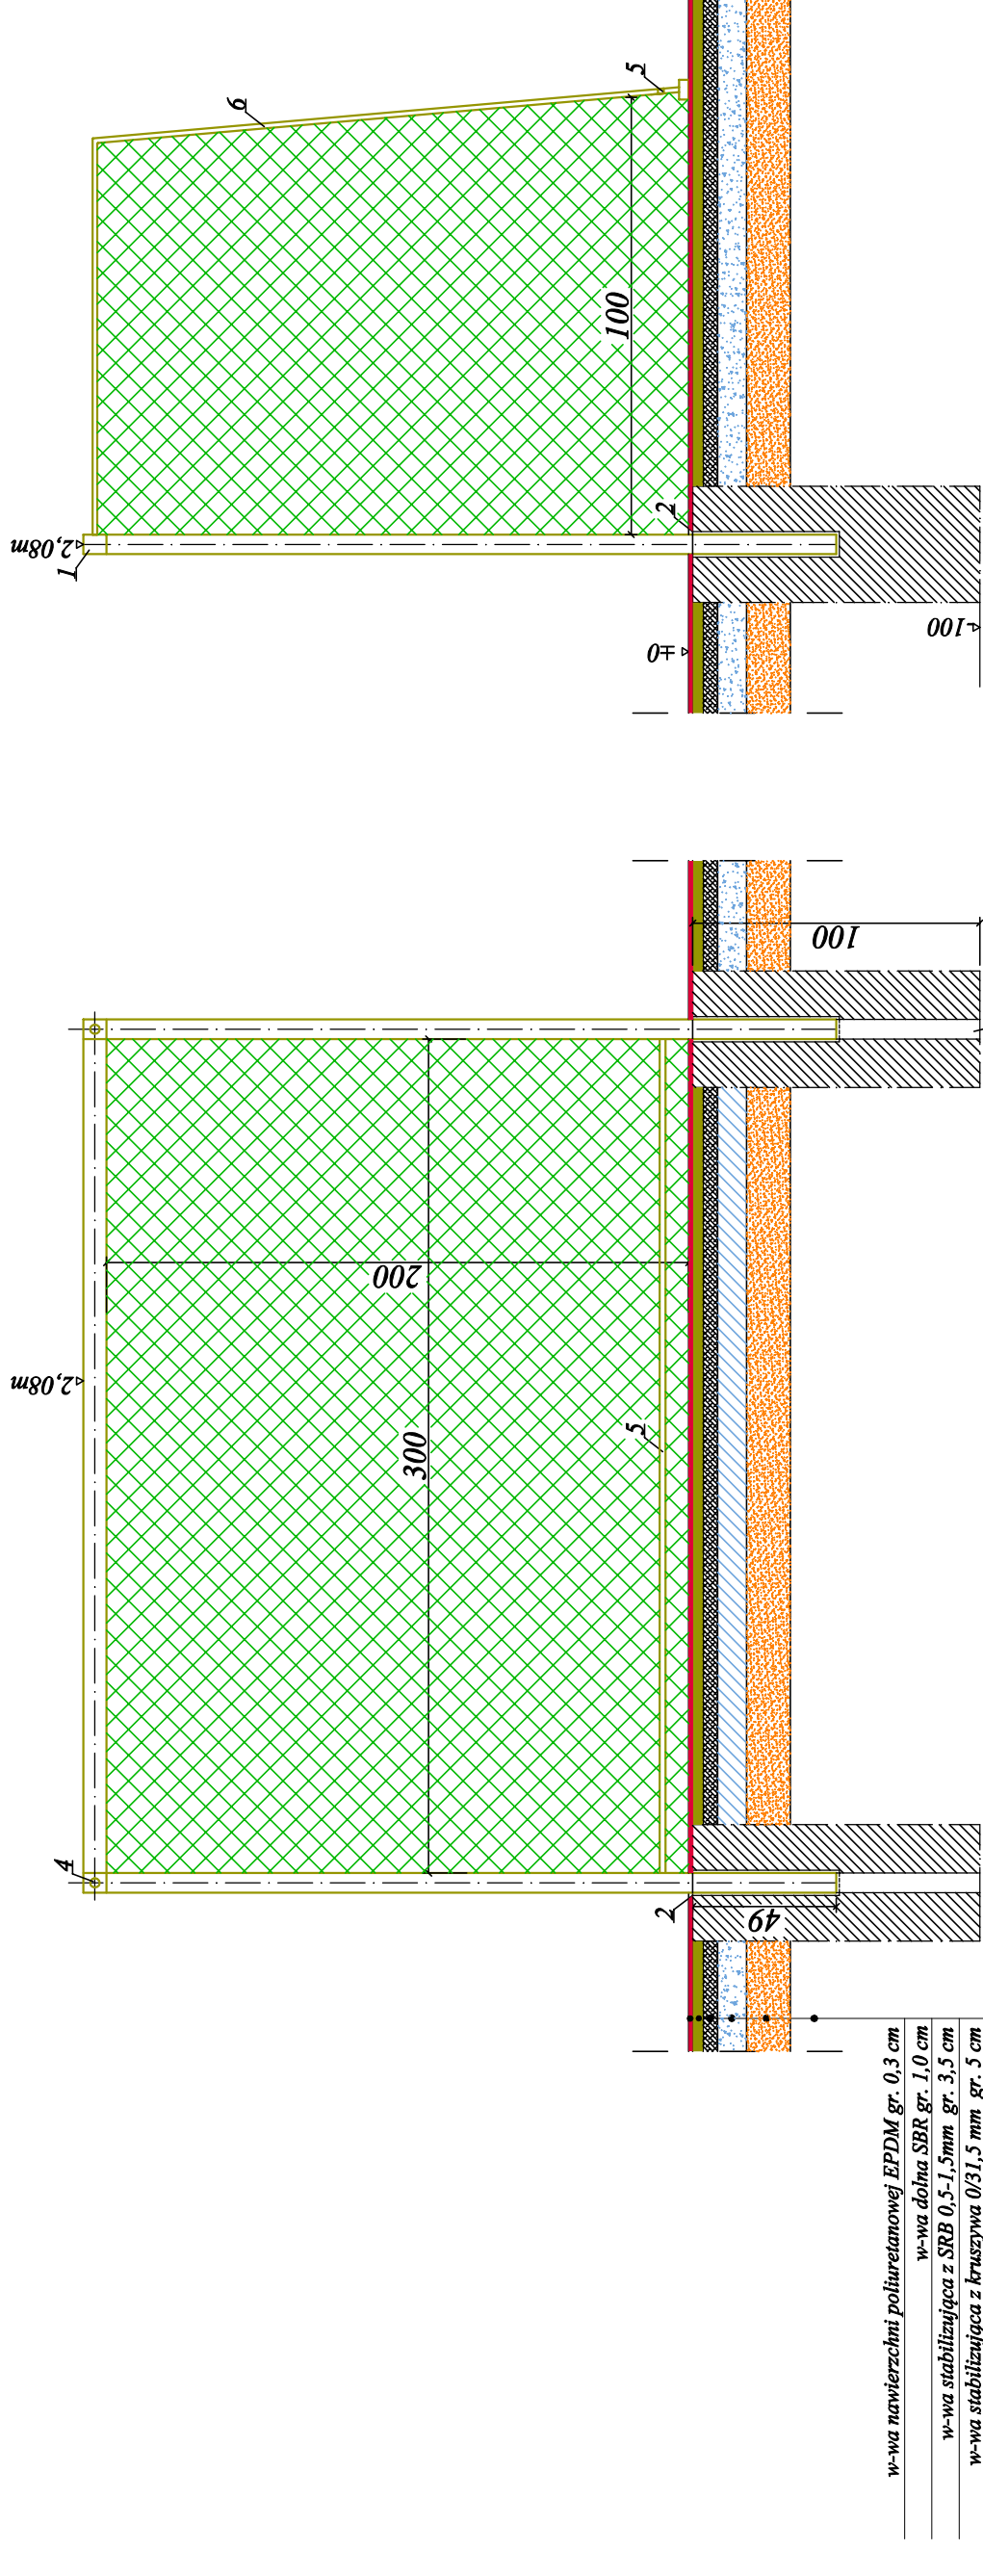 6
5
100
2
2,08m
1
±0
-100
100
200
300
2,08m
5
4
2
49
w-wa nawierzchni poliuretanowej EPDM gr. 0,3 cm
w-wa dolna SBR gr. 1,0 cm
w-wa stabilizująca z SRB 0,5-1,5mm gr. 3,5 cm
w-wa stabilizująca z kruszywa 0/31,5 mm gr. 5 cm